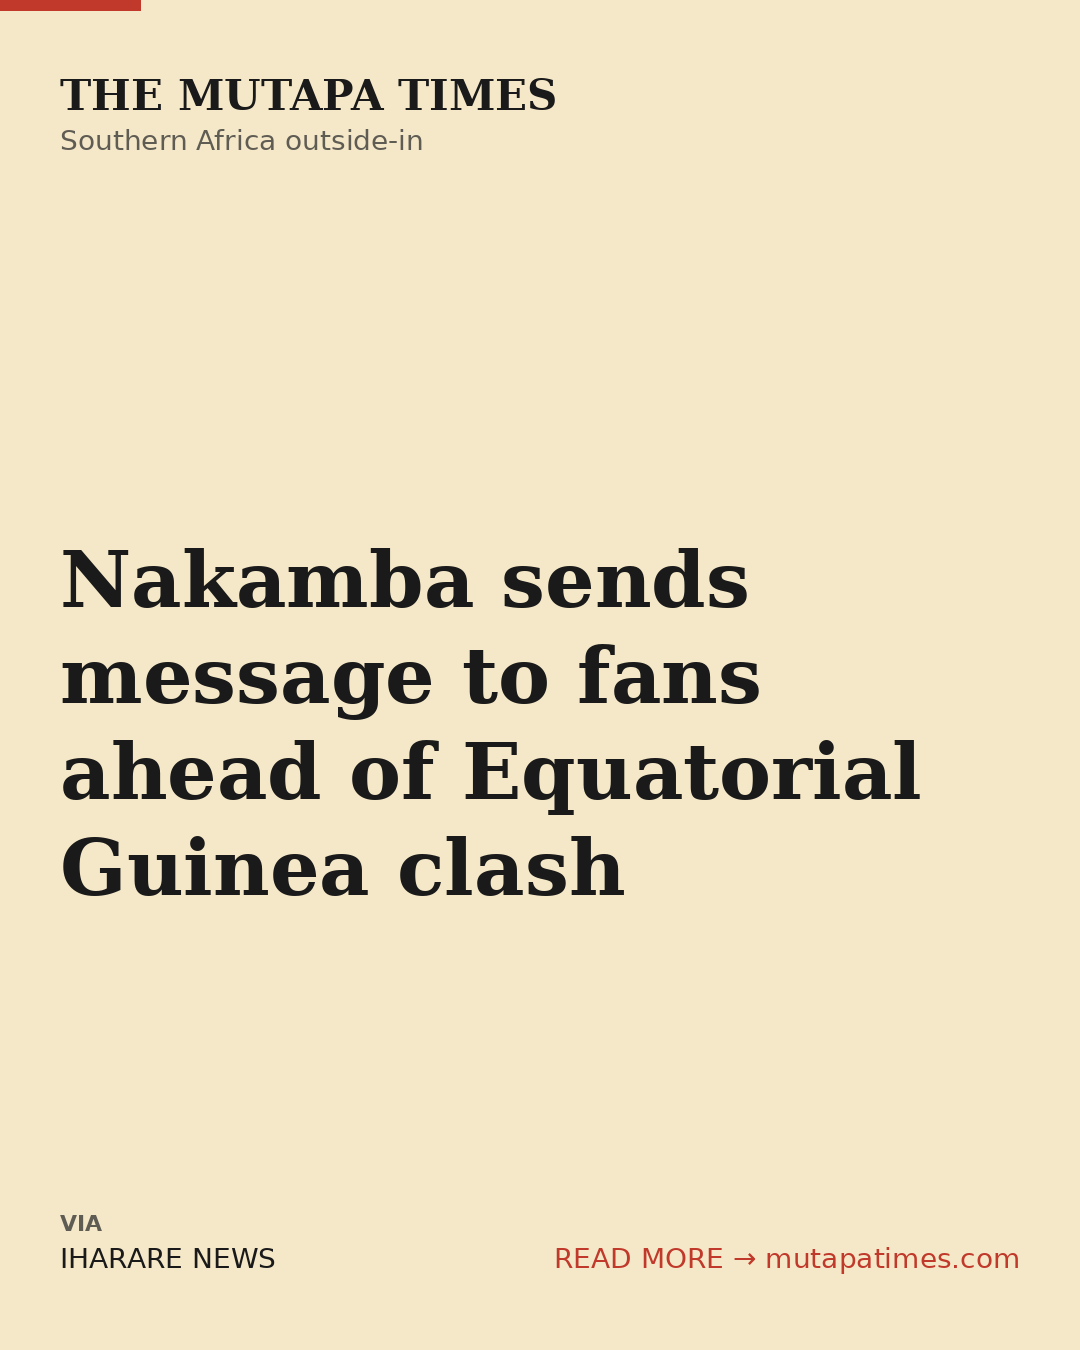 THE MUTAPA TIMES
Southern Africa outside-in
Nakamba sends
message to fans
ahead of Equatorial
Guinea clash
VIA
IHARARE NEWS
READ MORE → mutapatimes.com